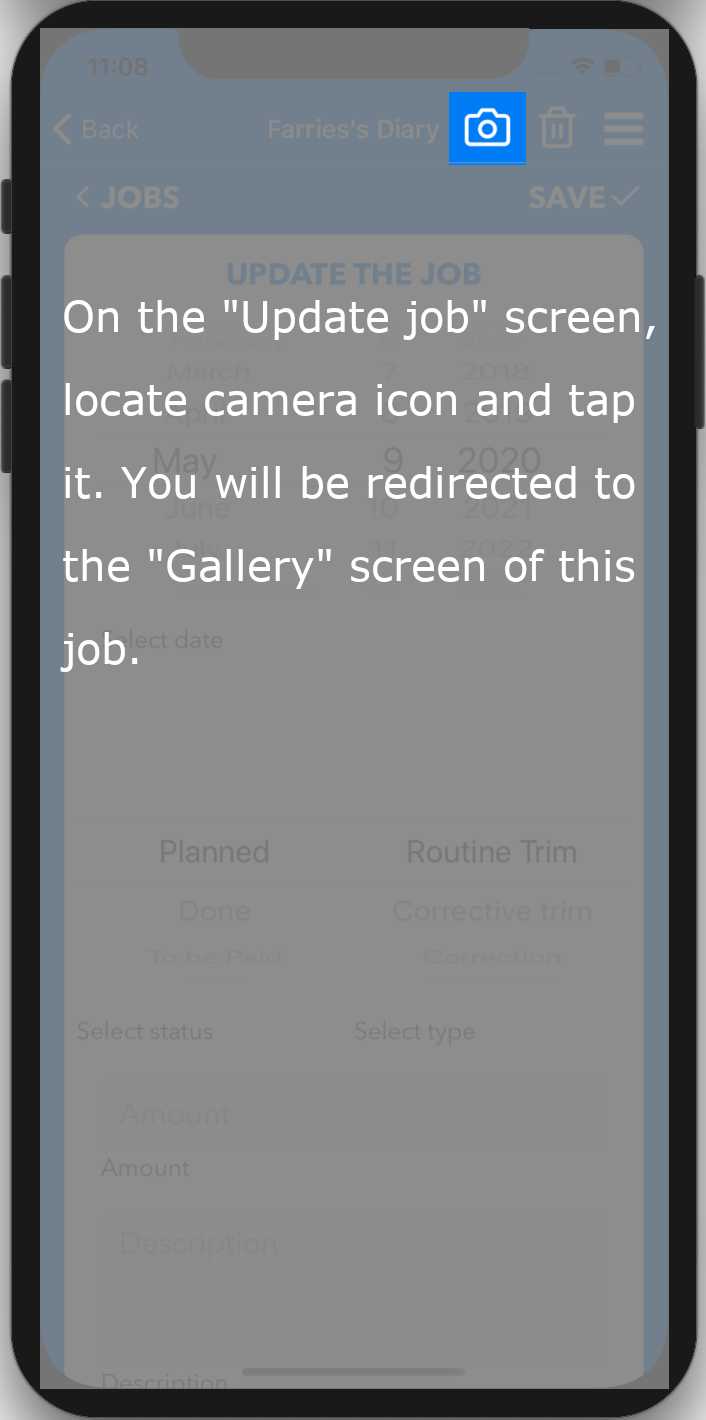 11:08
Back
Farries's Diary
JOBS
SAVE
UPDATE THE JOB
On the "Update job" screen,
locate camera icon and tap
it. You will be redirected to
the "Gallery" screen of this
job.
February 2017
March 7 2018
April 2019
May 9 2020
June 10 2021
July 11 2022
Select date
Planned Routine Trim
Done Corrective trim
To be Paid Correction
Select status Select type
Amount
Amount
Description
Description